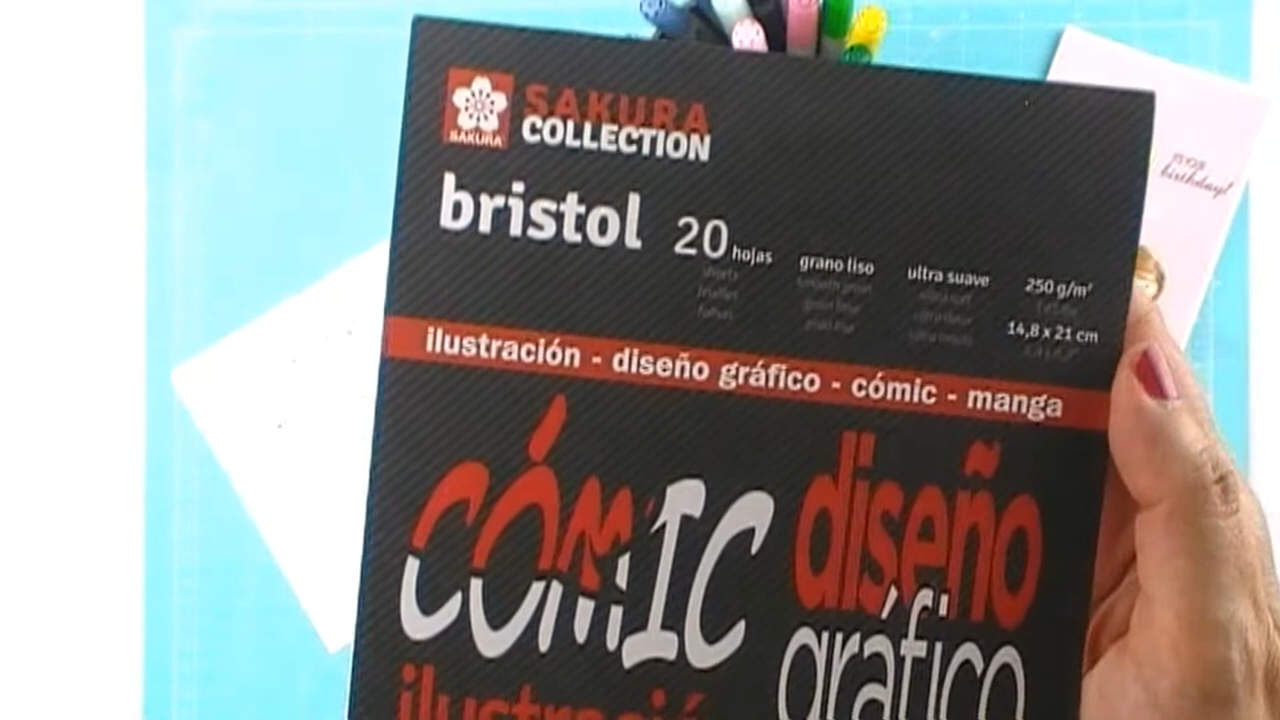 SAKURA
SAKURA
COLLECTION
bristol
20 hojas grano liso ultra suave 250 g/m²
14,8 x 21 cm
ilustración - diseño gráfico - cómic - manga
CÓMIC
diseño
gráfico
ilustració
birthday!